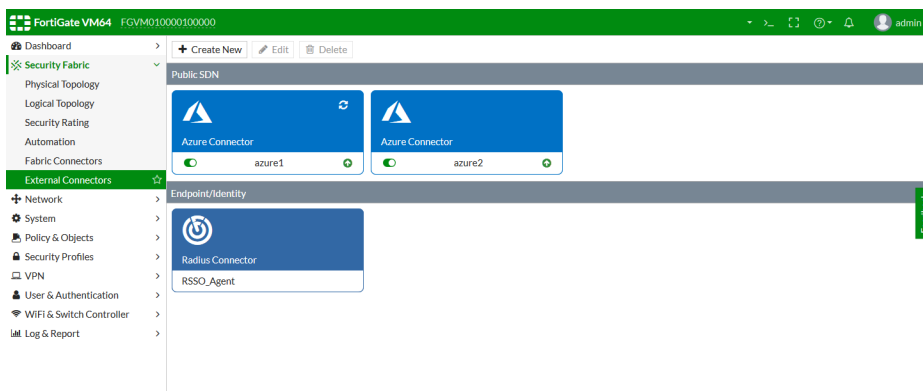 FortiGate VM64 FGVM010000100000
>_ admin
Dashboard
Security Fabric
Physical Topology
Logical Topology
Security Rating
Automation
Fabric Connectors
External Connectors
Network
System
Policy & Objects
Security Profiles
VPN
User & Authentication
WiFi & Switch Controller
Log & Report
+ Create New Edit Delete
Public SDN
Azure Connector Azure Connector
azure1 azure2
Endpoint/Identity
Radius Connector
RSSO_Agent